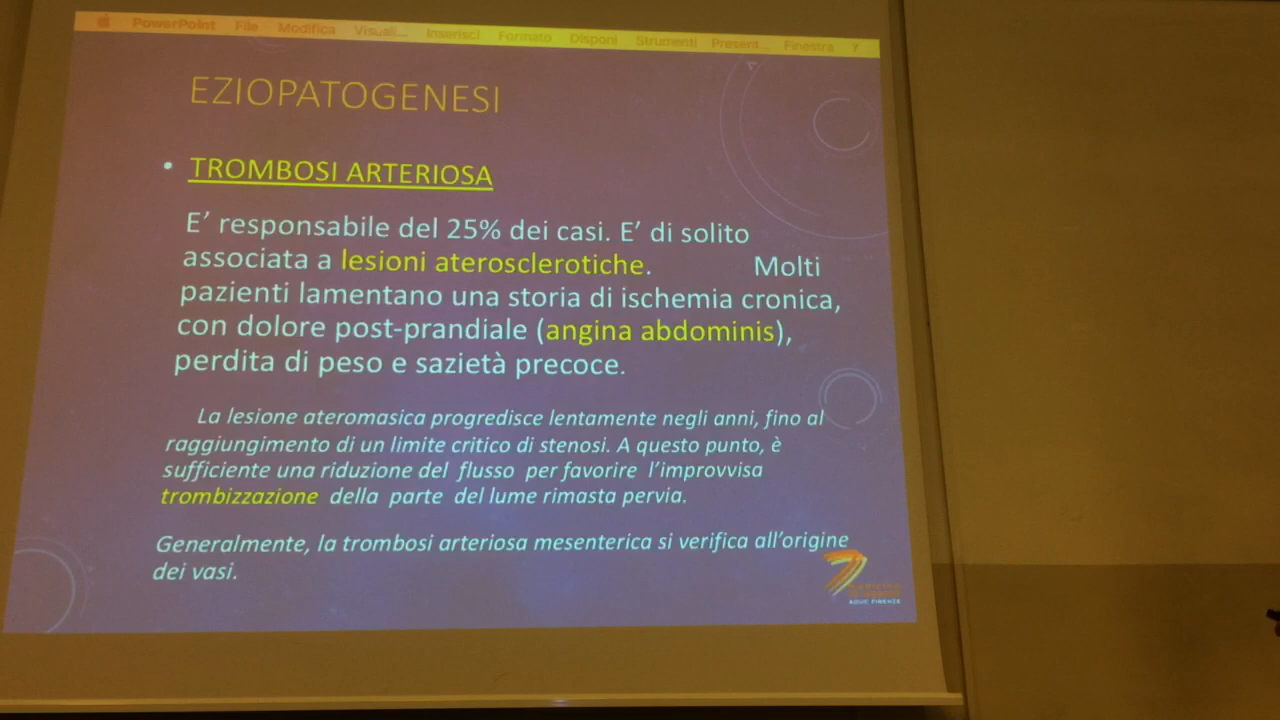 PowerPoint File Modifica Visuali... Inserisci Formato Disponi Strumenti Present... Finestra ?
EZIOPATOGENESI
• TROMBOSI ARTERIOSA
E' responsabile del 25% dei casi. E' di solito
associata a lesioni aterosclerotiche. Molti
pazienti lamentano una storia di ischemia cronica,
con dolore post-prandiale (angina abdominis),
perdita di peso e sazietà precoce.
La lesione ateromasica progredisce lentamente negli anni, fino al
raggiungimento di un limite critico di stenosi. A questo punto, è
sufficiente una riduzione del flusso per favorire l'improvvisa
trombizzazione della parte del lume rimasta pervia.
Generalmente, la trombosi arteriosa mesenterica si verifica all'origine
dei vasi.
AOUC FIRENZE